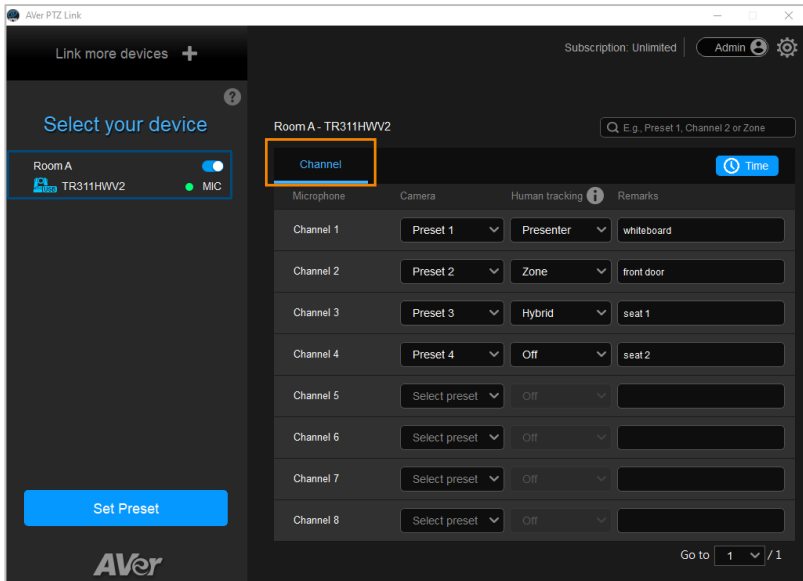 AVer PTZ Link
Link more devices +
Subscription: Unlimited
Admin
Select your device
?
Room A
TR311HWV2
USB
MIC
Set Preset
AVer
Room A - TR311HWV2
E.g., Preset 1, Channel 2 or Zone
Channel
Time
Microphone Camera Human tracking i Remarks
Channel 1 Preset 1 Presenter whiteboard
Channel 2 Preset 2 Zone front door
Channel 3 Preset 3 Hybrid seat 1
Channel 4 Preset 4 Off seat 2
Channel 5 Select preset Off
Channel 6 Select preset Off
Channel 7 Select preset Off
Channel 8 Select preset Off
Go to 1 / 1